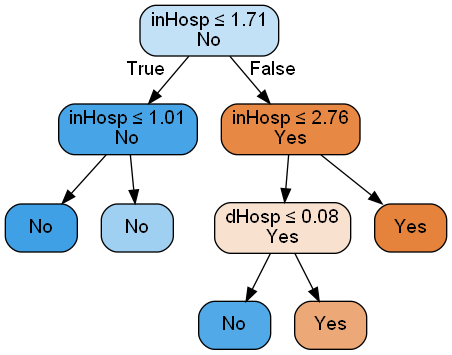 inHosp ≤ 1.71
No
True
False
inHosp ≤ 1.01
No
inHosp ≤ 2.76
Yes
No
No
dHosp ≤ 0.08
Yes
Yes
No
Yes